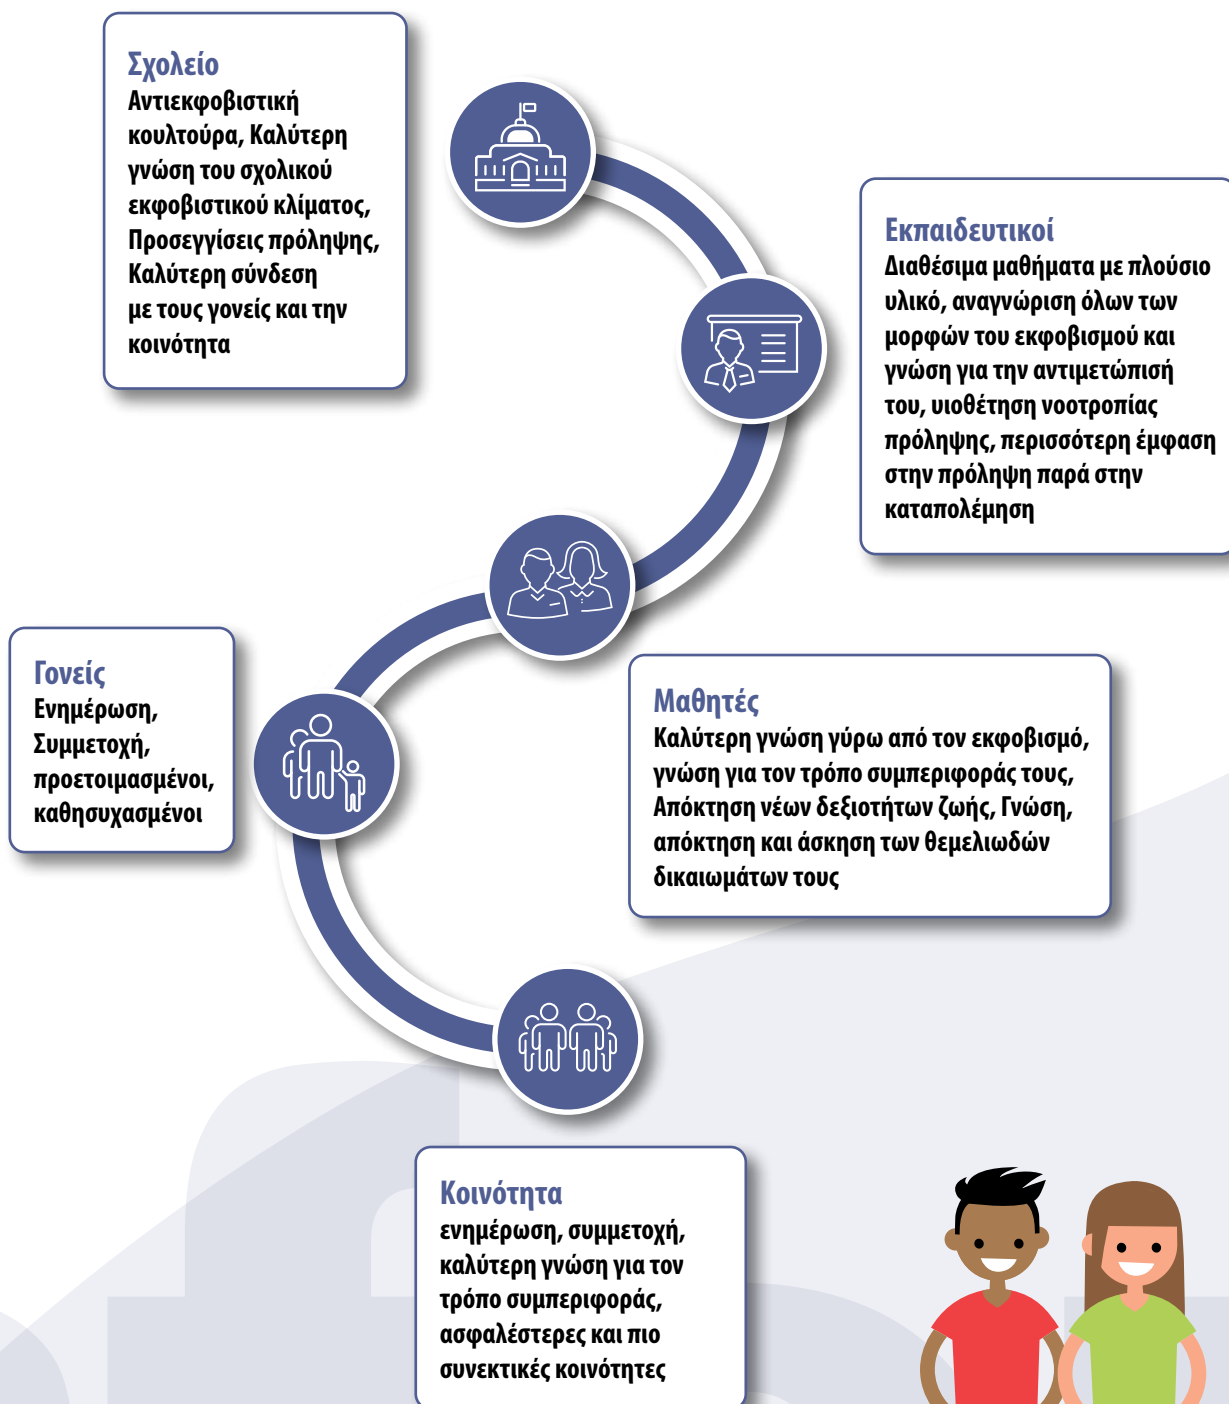 Σχολείο
Αντιεκφοβιστική
κουλτούρα, Καλύτερη
γνώση του σχολικού
εκφοβιστικού κλίματος,
Προσεγγίσεις πρόληψης,
Καλύτερη σύνδεση
με τους γονείς και την
κοινότητα
Εκπαιδευτικοί
Διαθέσιμα μαθήματα με πλούσιο
υλικό, αναγνώριση όλων των
μορφών του εκφοβισμού και
γνώση για την αντιμετώπισή
του, υιοθέτηση νοοτροπίας
πρόληψης, περισσότερη έμφαση
στην πρόληψη παρά στην
καταπολέμηση
Γονείς
Ενημέρωση,
Συμμετοχή,
προετοιμασμένοι,
καθησυχασμένοι
Μαθητές
Καλύτερη γνώση γύρω από τον εκφοβισμό,
γνώση για τον τρόπο συμπεριφοράς τους,
Απόκτηση νέων δεξιοτήτων ζωής, Γνώση,
απόκτηση και άσκηση των θεμελιωδών
δικαιωμάτων τους
Κοινότητα
ενημέρωση, συμμετοχή,
καλύτερη γνώση για τον
τρόπο συμπεριφοράς,
ασφαλέστερες και πιο
συνεκτικές κοινότητες